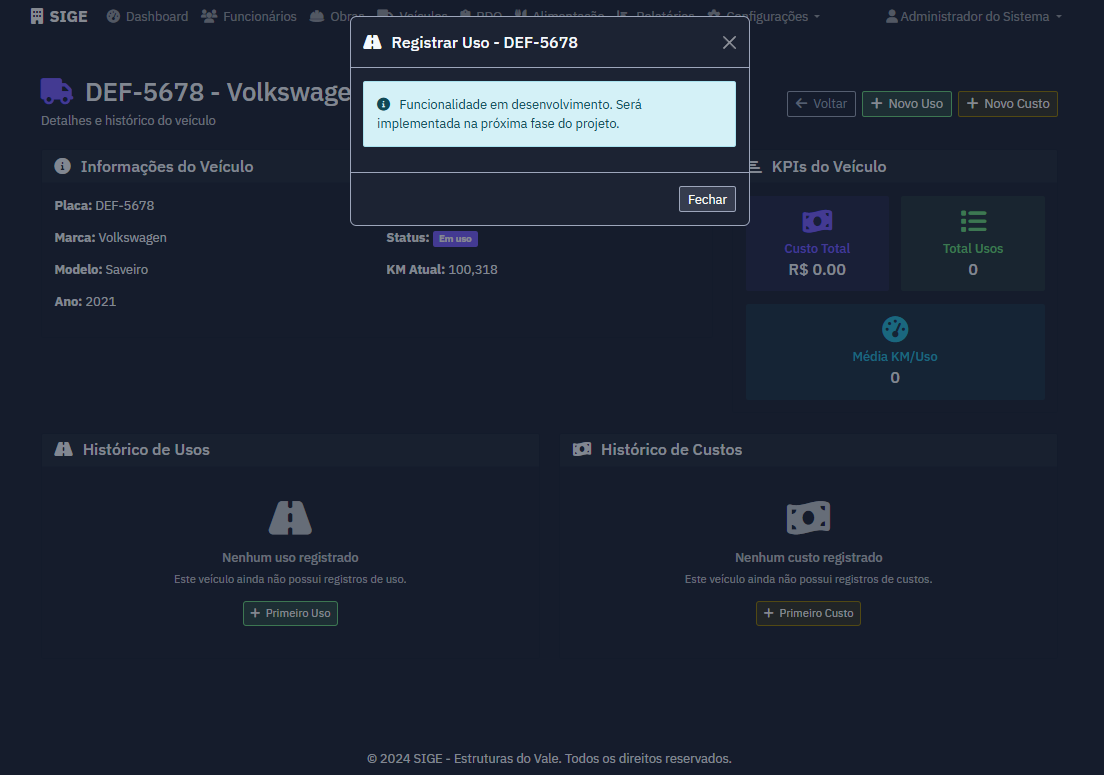 SIGE Dashboard Funcionários Obras Veículos RDO Alimentação Relatórios Configurações Administrador do Sistema
Registrar Uso - DEF-5678
Funcionalidade em desenvolvimento. Será
implementada na próxima fase do projeto.
Fechar
DEF-5678 - Volkswage
Detalhes e histórico do veículo
Voltar Novo Uso Novo Custo
Informações do Veículo
Placa: DEF-5678
Marca: Volkswagen
Modelo: Saveiro
Ano: 2021
Status: Em uso
KM Atual: 100,318
KPIs do Veículo
Custo Total
R$ 0.00
Total Usos
0
Média KM/Uso
0
Histórico de Usos
Nenhum uso registrado
Este veículo ainda não possui registros de uso.
Primeiro Uso
Histórico de Custos
Nenhum custo registrado
Este veículo ainda não possui registros de custos.
Primeiro Custo
© 2024 SIGE - Estruturas do Vale. Todos os direitos reservados.